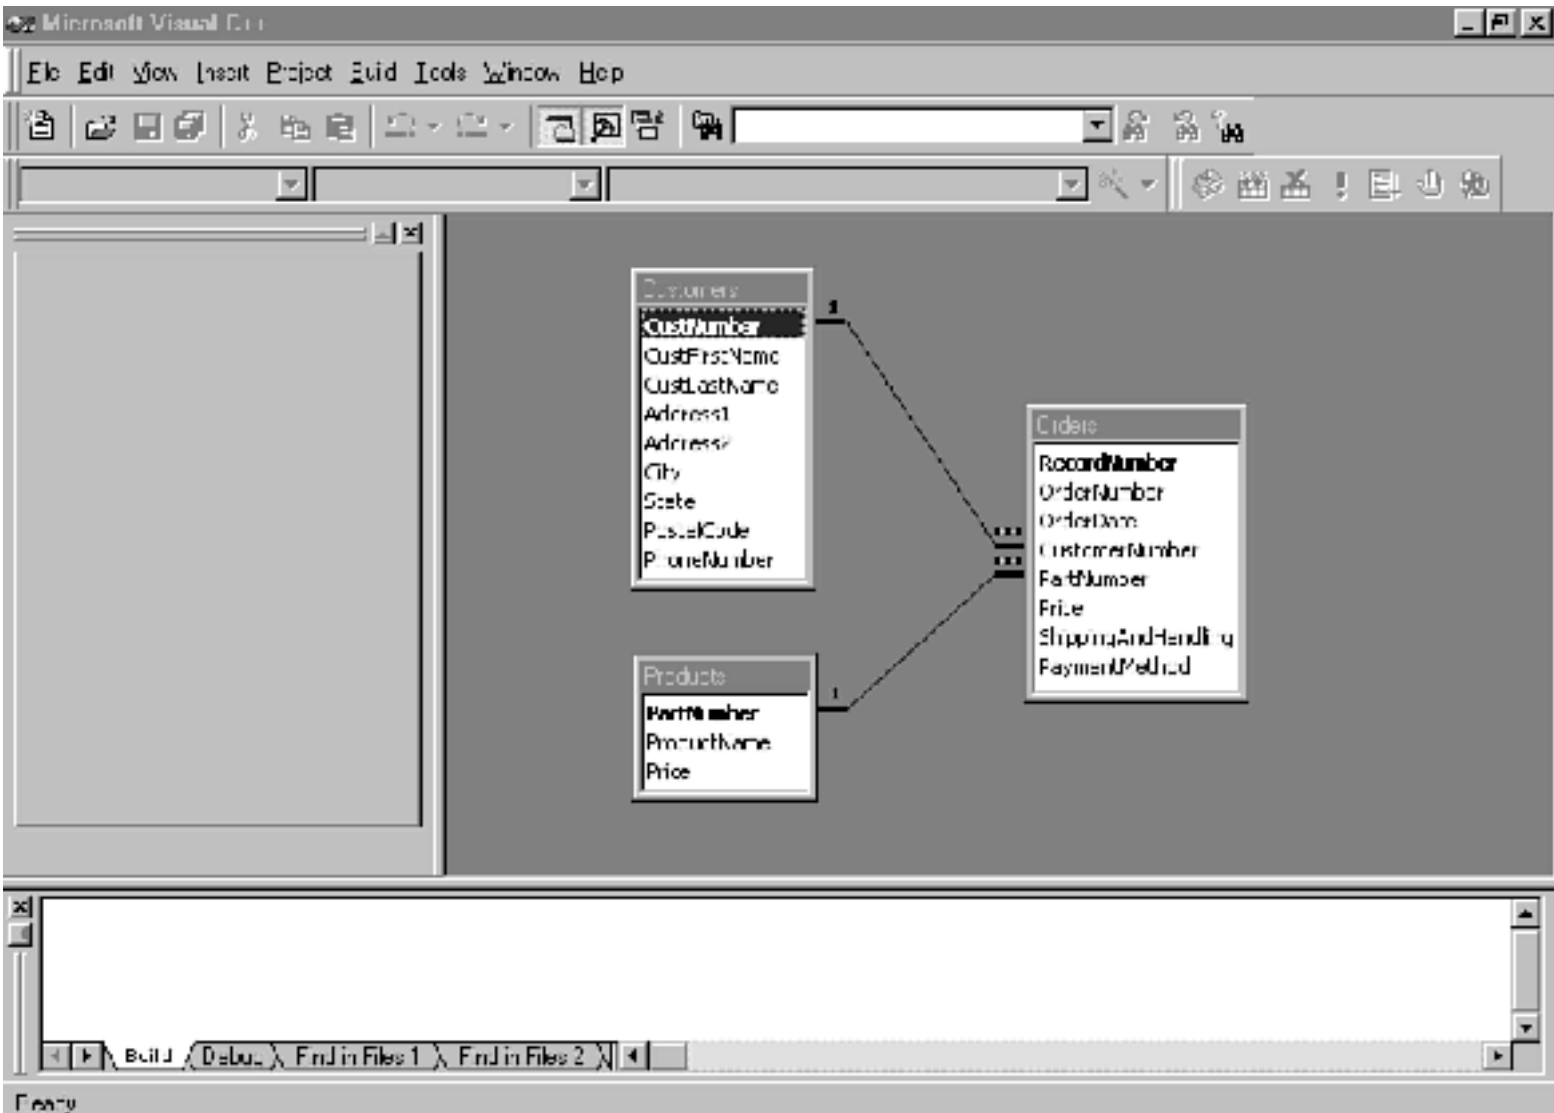 Microsoft Visual C++
File Edit View Insert Project Build Tools Window Help
Customers
CustNumber
CustFirstName
CustLastName
Address1
Address2
City
State
PostalCode
PhoneNumber
1
Orders
RecordNumber
OrderNumber
OrderDate
CustomerNumber
PartNumber
Price
ShippingAndHandling
PaymentMethod
Products
PartNumber
ProductName
Price
1
Build Debug Find in Files 1 Find in Files 2
Ready